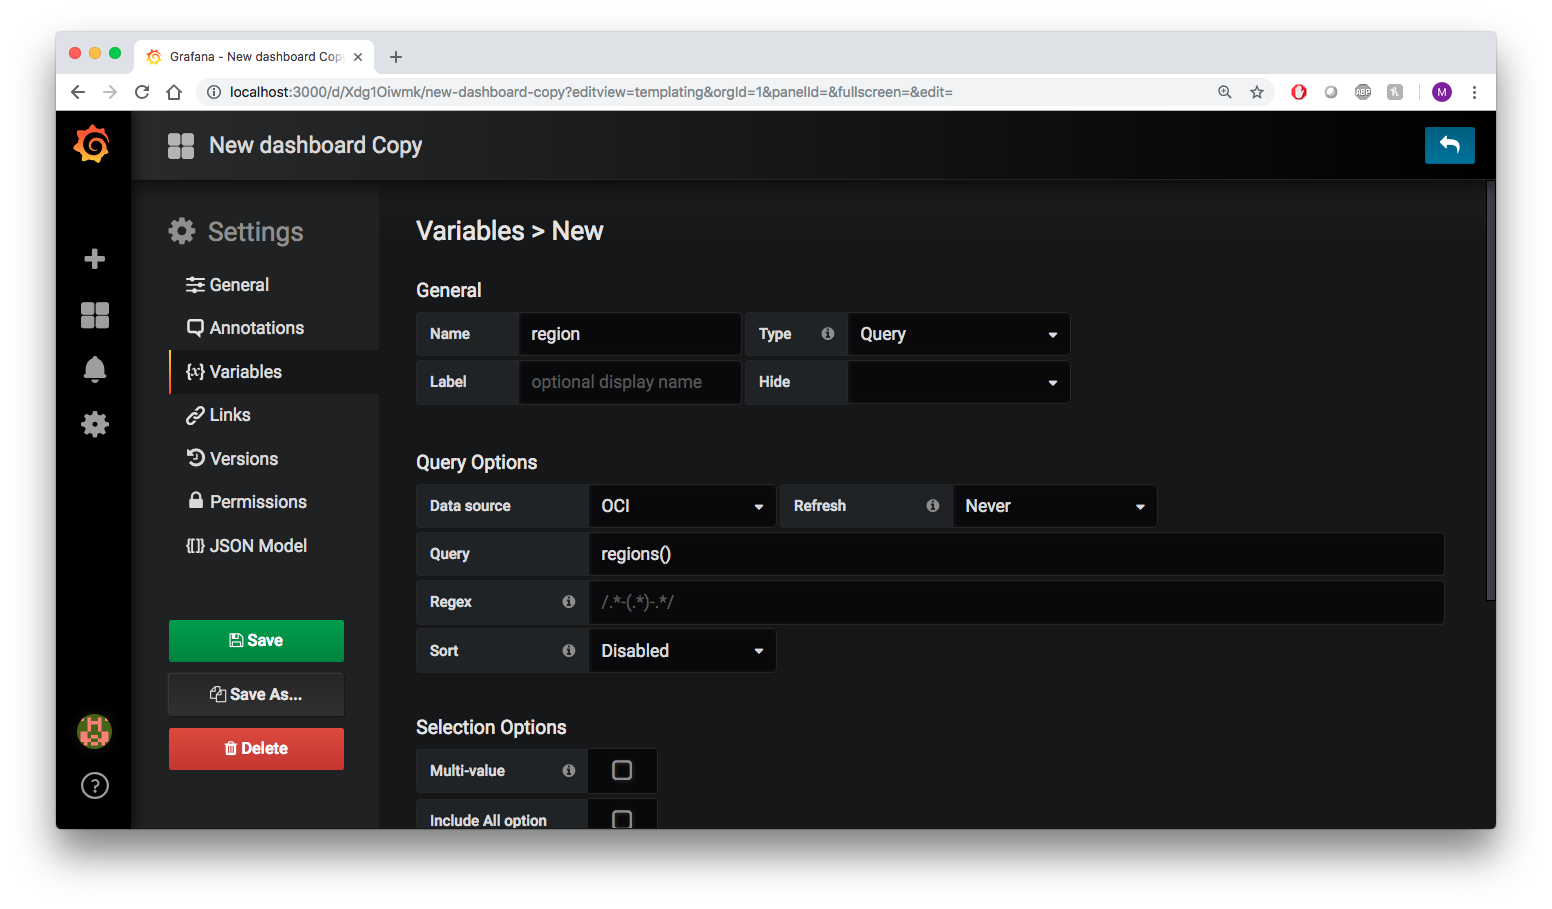 Grafana - New dashboard Cop
localhost:3000/d/Xdg1Oiwmk/new-dashboard-copy?editview=templating&orgId=1&panelId=&fullscreen=&edit=
ABP
M
New dashboard Copy
Settings
General
Annotations
{x} Variables
Links
Versions
Permissions
{[]} JSON Model
Save
Save As...
Delete
?
Variables > New
General
Name region Type Query
Label optional display name Hide
Query Options
Data source OCI Refresh Never
Query regions()
Regex /.*-(.*)-.*/
Sort Disabled
Selection Options
Multi-value
Include All option